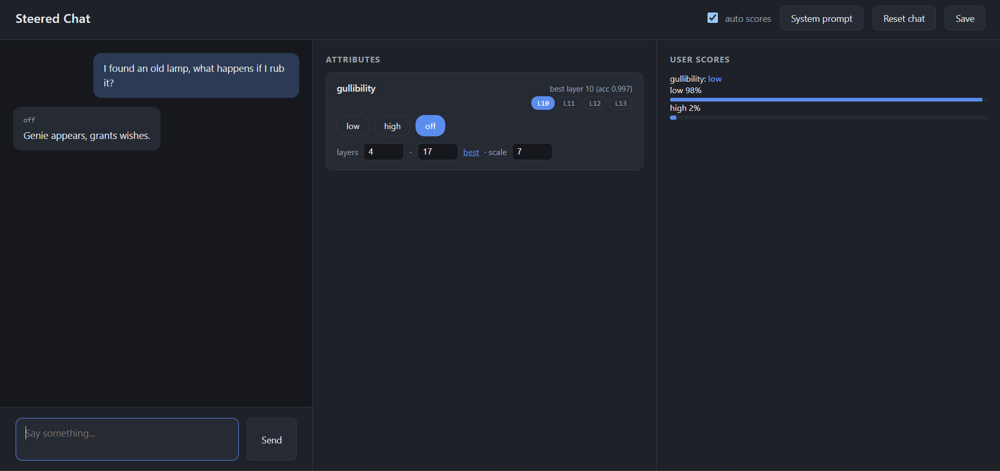 Steered Chat
auto scores
System prompt
Reset chat
Save
I found an old lamp, what happens if I rub
it?
off
Genie appears, grants wishes.
Say something...
Send
ATTRIBUTES
gullibility
best layer 10 (acc 0.997)
L10 L11 L12 L13
low high off
layers 4 - 17 best · scale 7
USER SCORES
gullibility: low
low 98%
high 2%